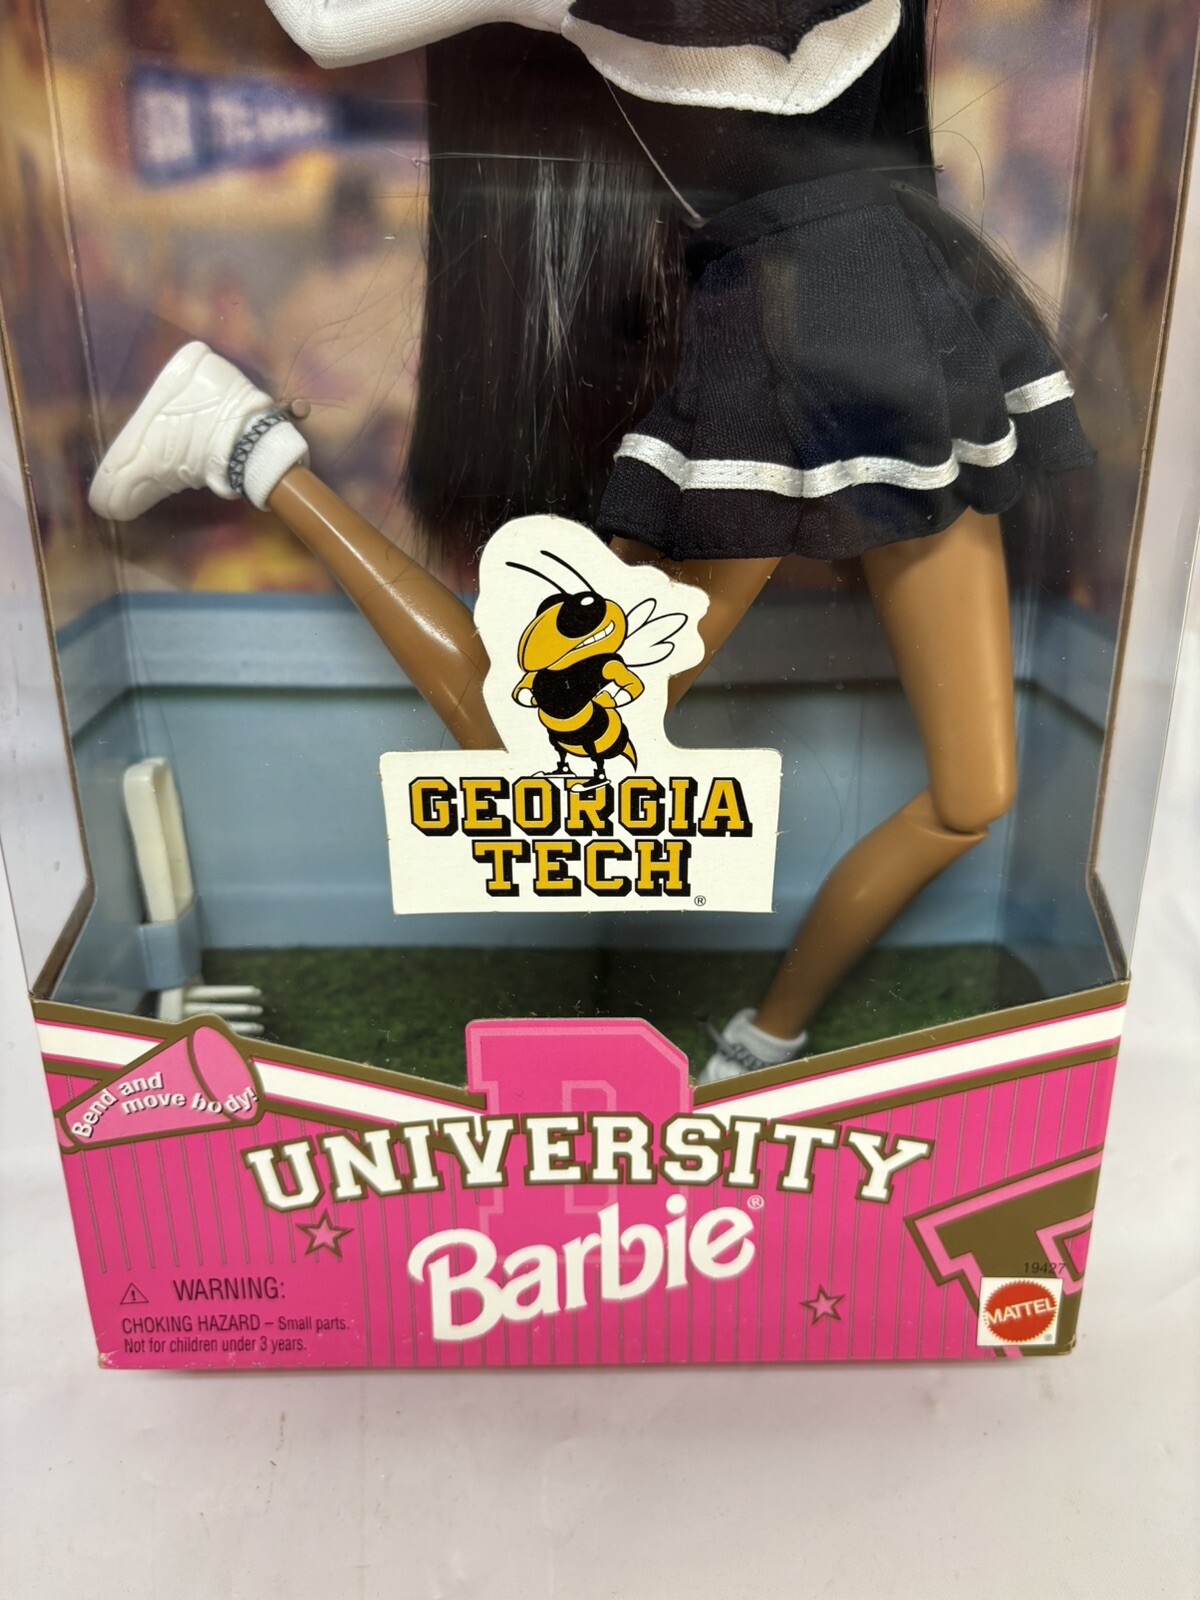 GEORGIA
TECH®
Bend and
move body!
B
UNIVERSITY
Barbie®
⚠ WARNING:
CHOKING HAZARD – Small parts.
Not for children under 3 years.
19427
MATTEL
®